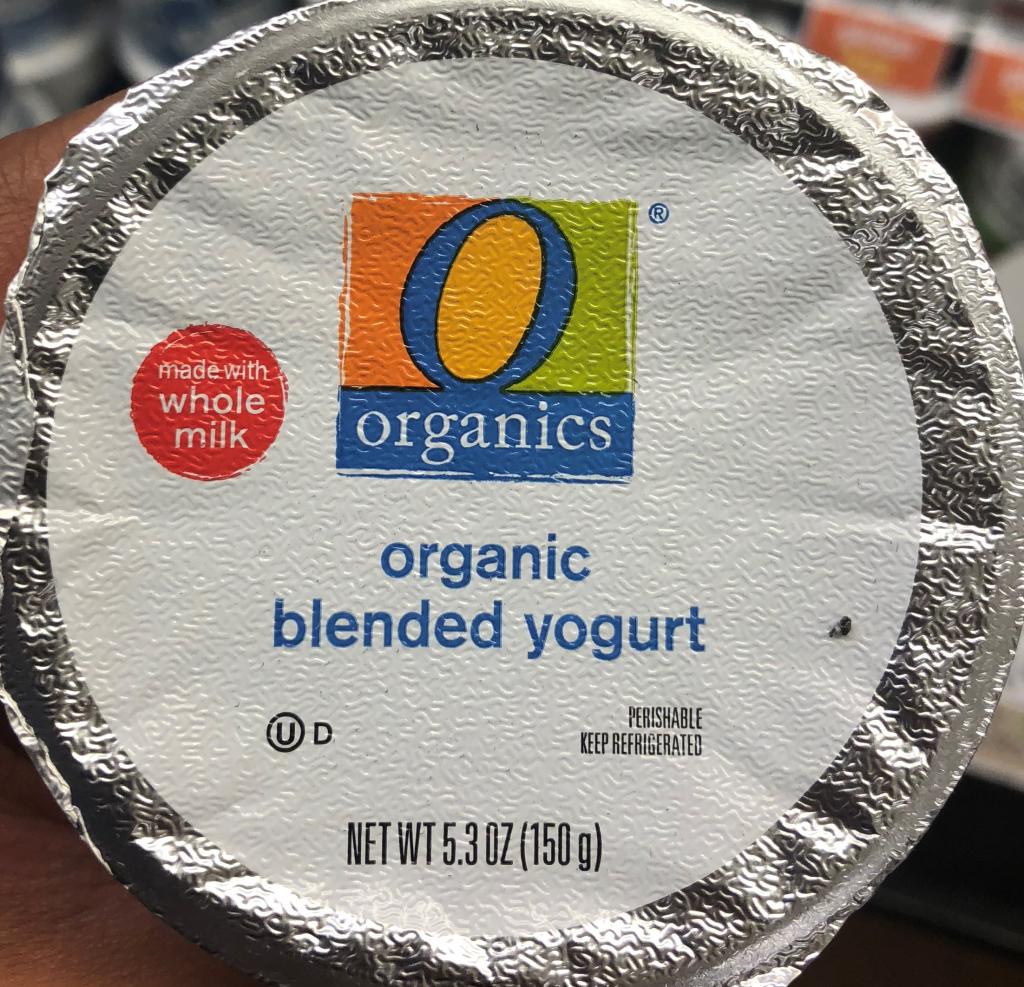 O
®
organics
made with
whole
milk
organic
blended yogurt
U D
PERISHABLE
KEEP REFRIGERATED
NET WT 5.3 OZ (150 g)